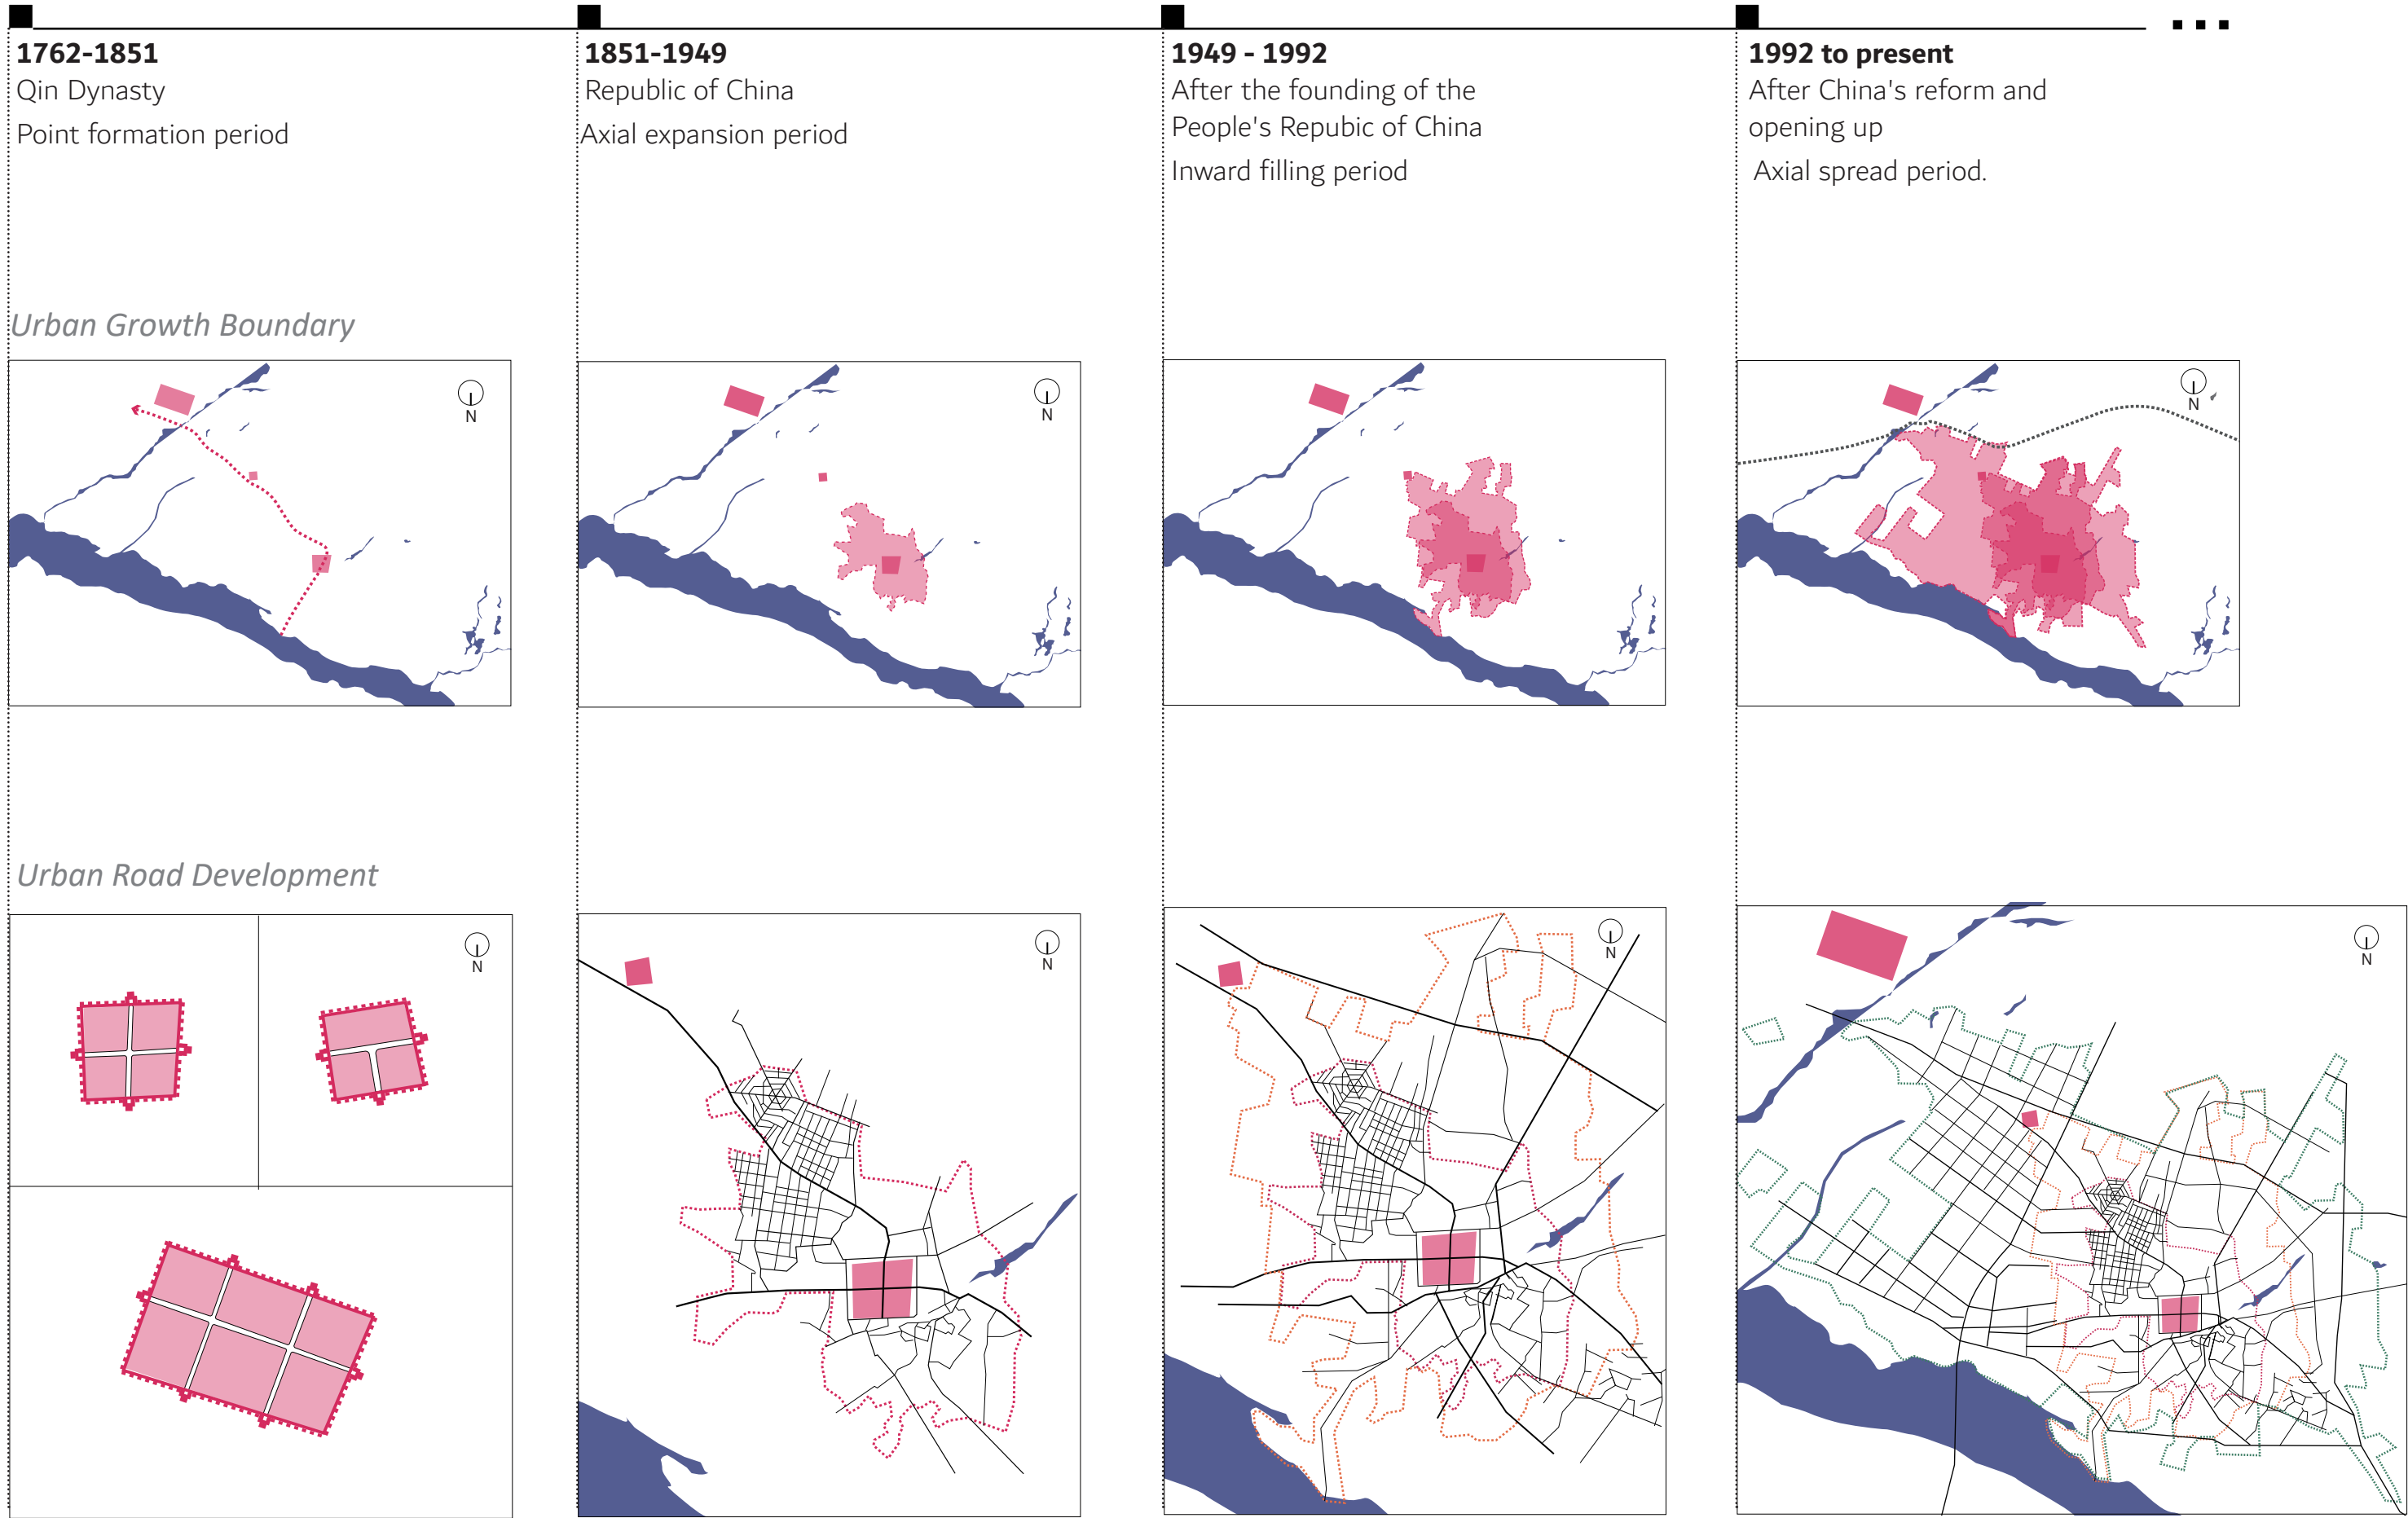 1762-1851
Qin Dynasty
Point formation period
1851-1949
Republic of China
Axial expansion period
1949 - 1992
After the founding of the
People's Repubic of China
Inward filling period
1992 to present
After China's reform and
opening up
Axial spread period.
Urban Growth Boundary
N
N
N
N
Urban Road Development
N
N
N
N